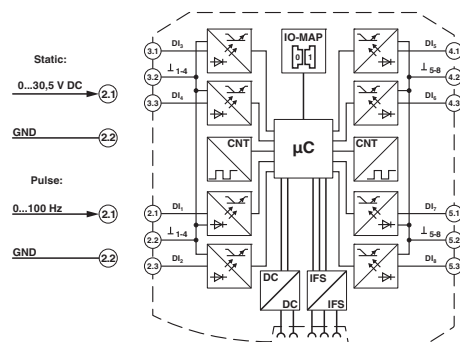 Static:
0...30,5 V DC
2.1
GND
2.2
Pulse:
0...100 Hz
2.1
GND
2.2
3.1
DI3
3.2
⊥ 1-4
3.3
DI4
2.1
DI1
2.2
⊥ 1-4
2.3
DI2
IO-MAP
0 1
µC
CNT
CNT
DC
DC
IFS
IFS
DI5
4.1
⊥ 5-8
4.2
DI6
4.3
DI7
5.1
⊥ 5-8
5.2
DI8
5.3